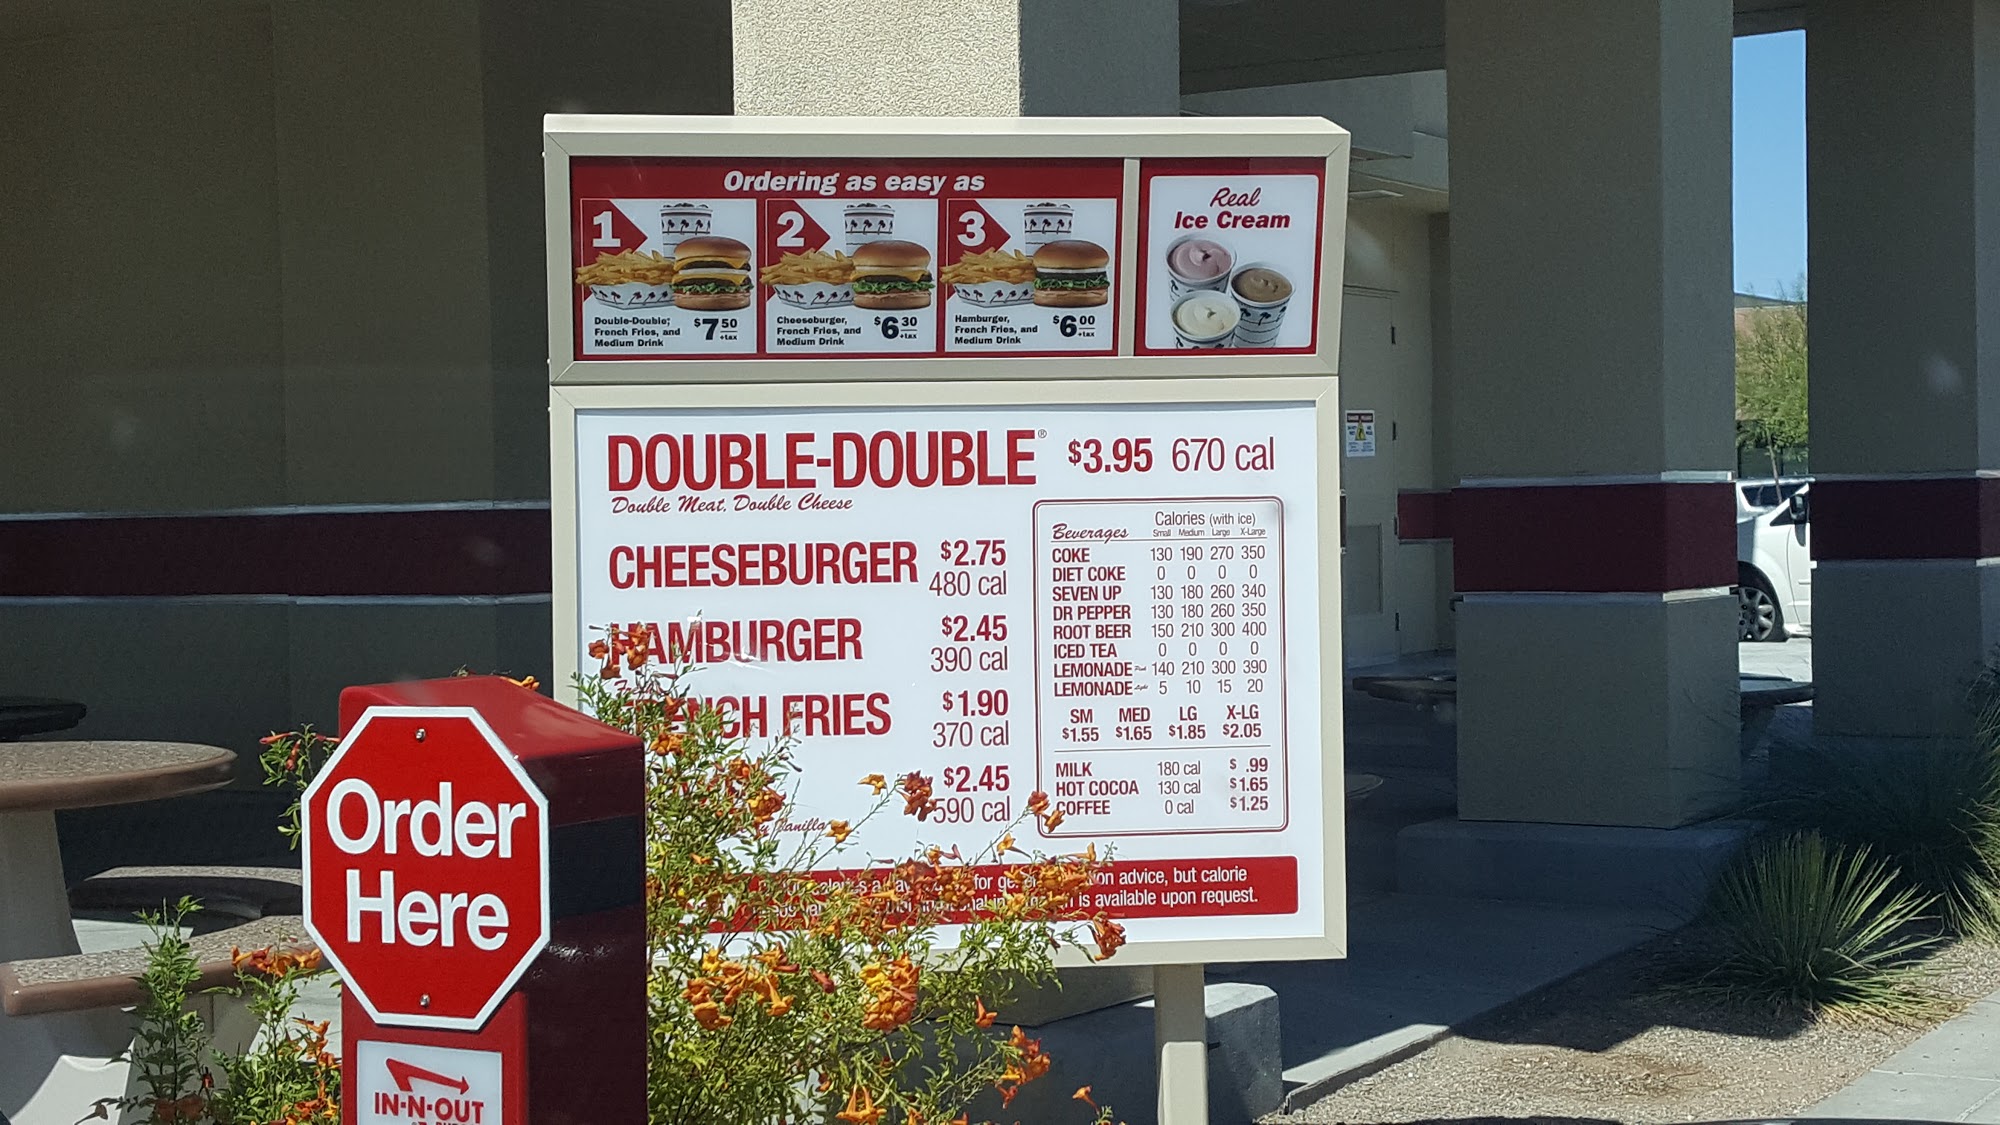 Ordering as easy as
1
Double-Double,
French Fries, and
Medium Drink
$7 50
+tax
2
Cheeseburger,
French Fries, and
Medium Drink
$6 30
+tax
3
Hamburger,
French Fries, and
Medium Drink
$6 00
+tax
Real
Ice Cream
DOUBLE-DOUBLE® $3.95 670 cal
Double Meat, Double Cheese
CHEESEBURGER $2.75
480 cal
HAMBURGER $2.45
390 cal
FRENCH FRIES $1.90
370 cal
$2.45
590 cal
Vanilla
Beverages Calories (with ice)
Small Medium Large X-Large
COKE 130 190 270 350
DIET COKE 0 0 0 0
SEVEN UP 130 180 260 340
DR PEPPER 130 180 260 350
ROOT BEER 150 210 300 400
ICED TEA 0 0 0 0
LEMONADE Pink 140 210 300 390
LEMONADE Light 5 10 15 20
SM MED LG X-LG
$1.55 $1.65 $1.85 $2.05
MILK 180 cal $ .99
HOT COCOA 130 cal $1.65
COFFEE 0 cal $1.25
a day for advice, but calorie
is available upon request.
Order
Here
IN-N-OUT